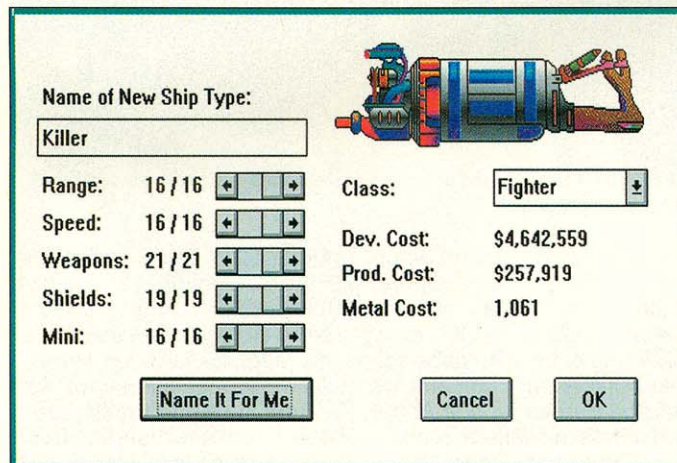 Name of New Ship Type:
Killer
Range: 16 / 16
Speed: 16 / 16
Weapons: 21 / 21
Shields: 19 / 19
Mini: 16 / 16
Class: Fighter
Dev. Cost: $4,642,559
Prod. Cost: $257,919
Metal Cost: 1,061
Name It For Me
Cancel
OK